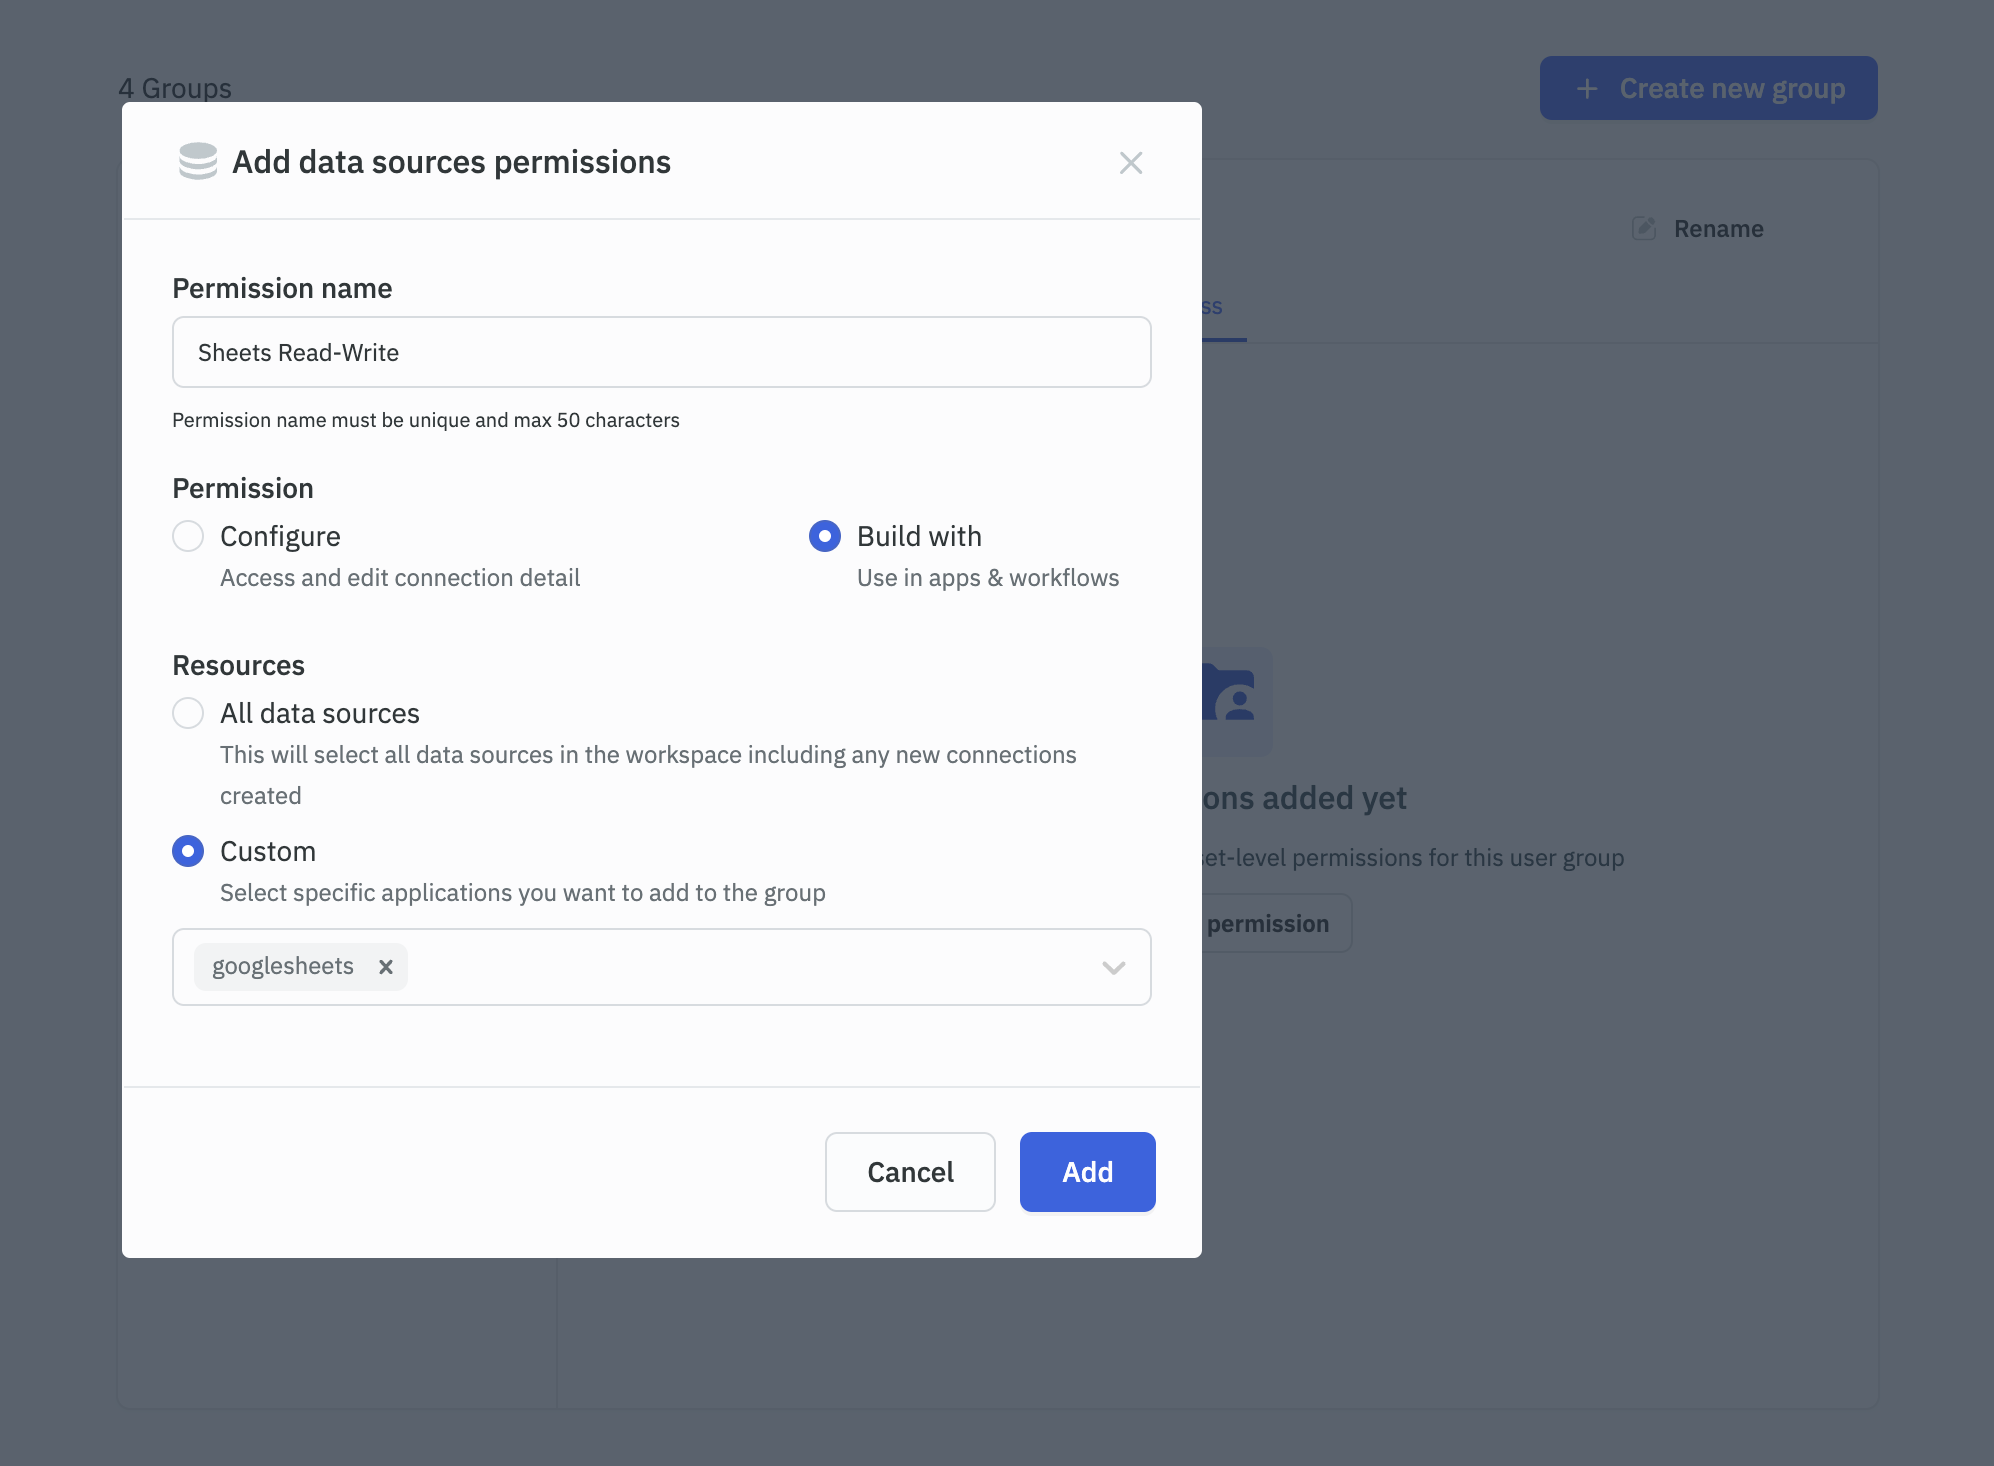 4 Groups
+ Create new group
Add data sources permissions
Rename
Permission name
ss
Sheets Read-Write
Permission name must be unique and max 50 characters
Permission
Configure
Build with
Access and edit connection detail
Use in apps & workflows
Resources
All data sources
This will select all data sources in the workspace including any new connections
created
ons added yet
Custom
set-level permissions for this user group
Select specific applications you want to add to the group
permission
googlesheets
Cancel
Add